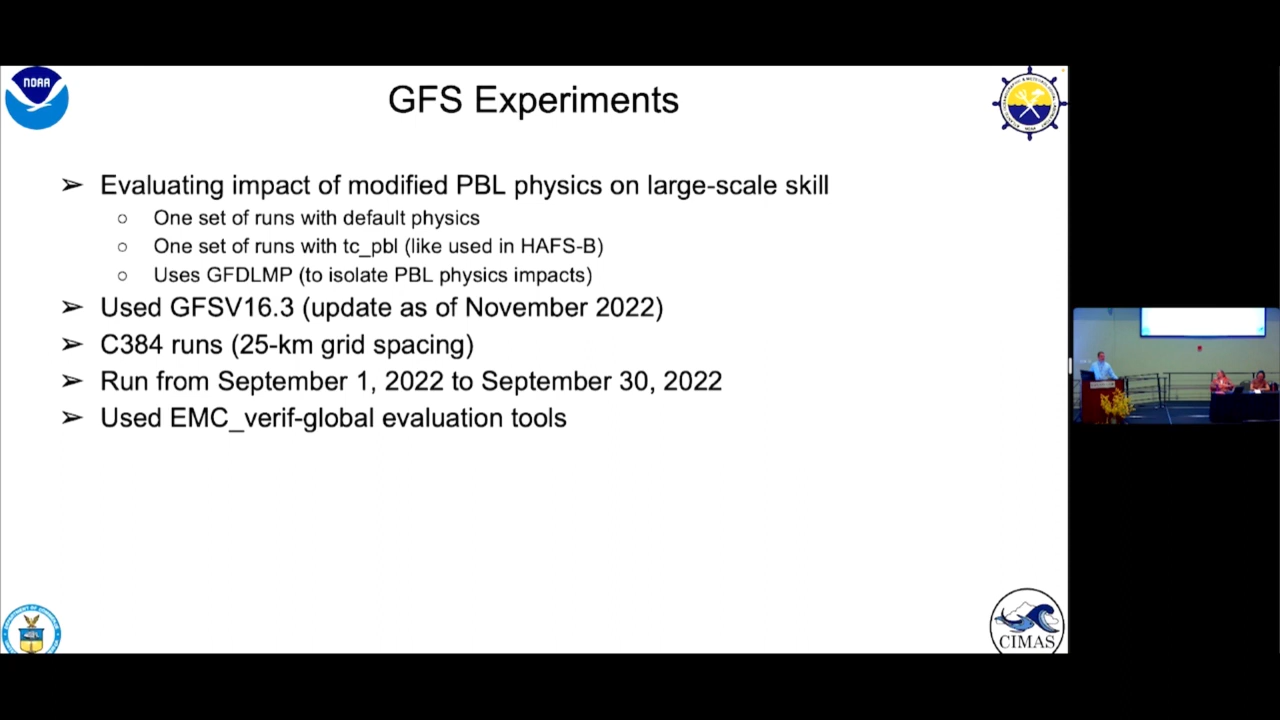 NOAA
GFS Experiments
➢ Evaluating impact of modified PBL physics on large-scale skill
○ One set of runs with default physics
○ One set of runs with tc_pbl (like used in HAFS-B)
○ Uses GFDLMP (to isolate PBL physics impacts)
➢ Used GFSV16.3 (update as of November 2022)
➢ C384 runs (25-km grid spacing)
➢ Run from September 1, 2022 to September 30, 2022
➢ Used EMC_verif-global evaluation tools
CIMAS